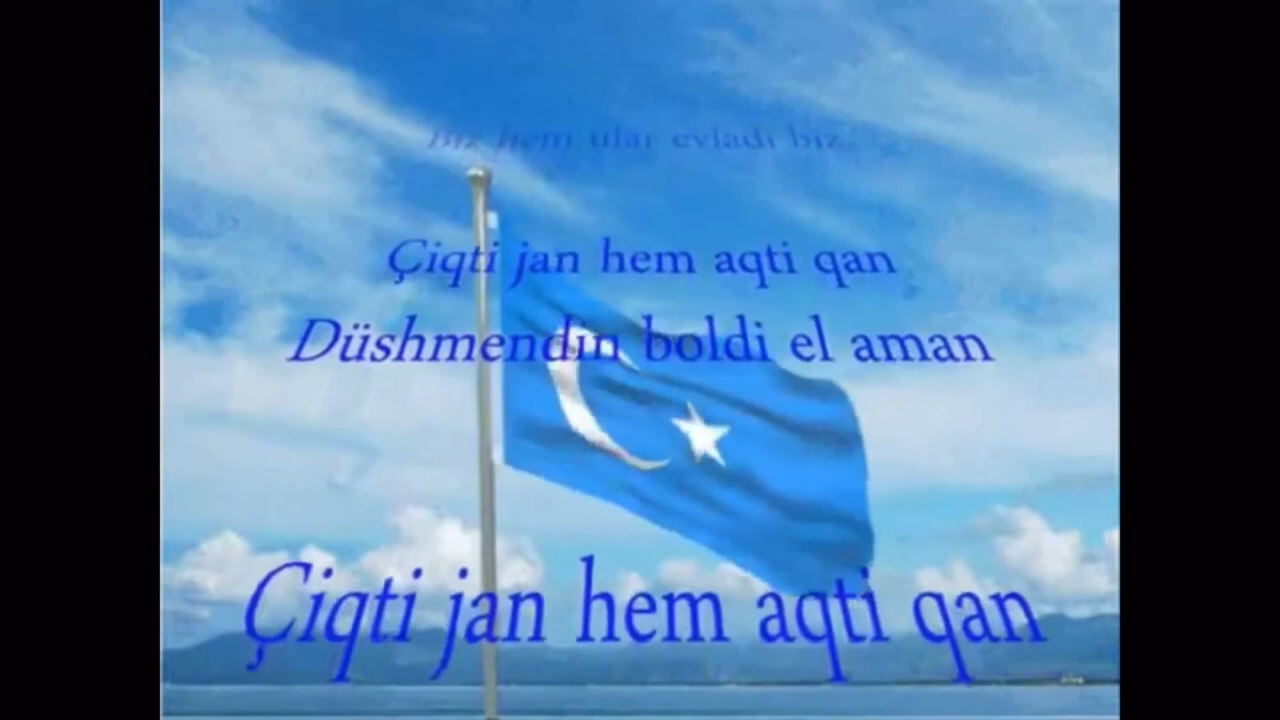 Biz hem ular evladi biz
Çiqti jan hem aqti qan
Düshmendin boldi el aman
Çiqti jan hem aqti qan